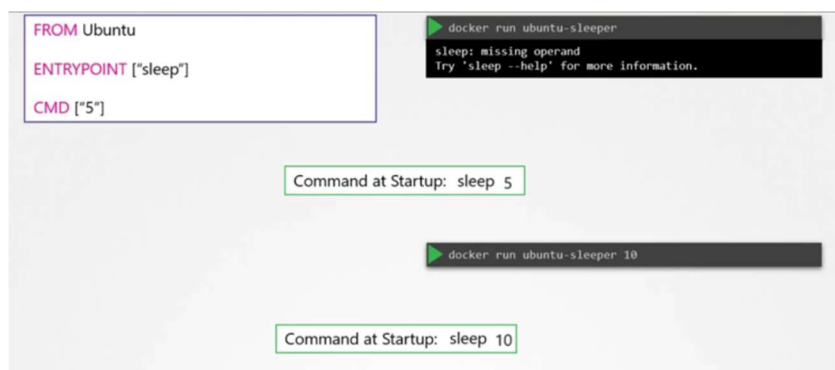 FROM Ubuntu
ENTRYPOINT ["sleep"]
CMD ["5"]
docker run ubuntu-sleeper
sleep: missing operand
Try 'sleep --help' for more information.
Command at Startup: sleep 5
docker run ubuntu-sleeper 10
Command at Startup: sleep 10